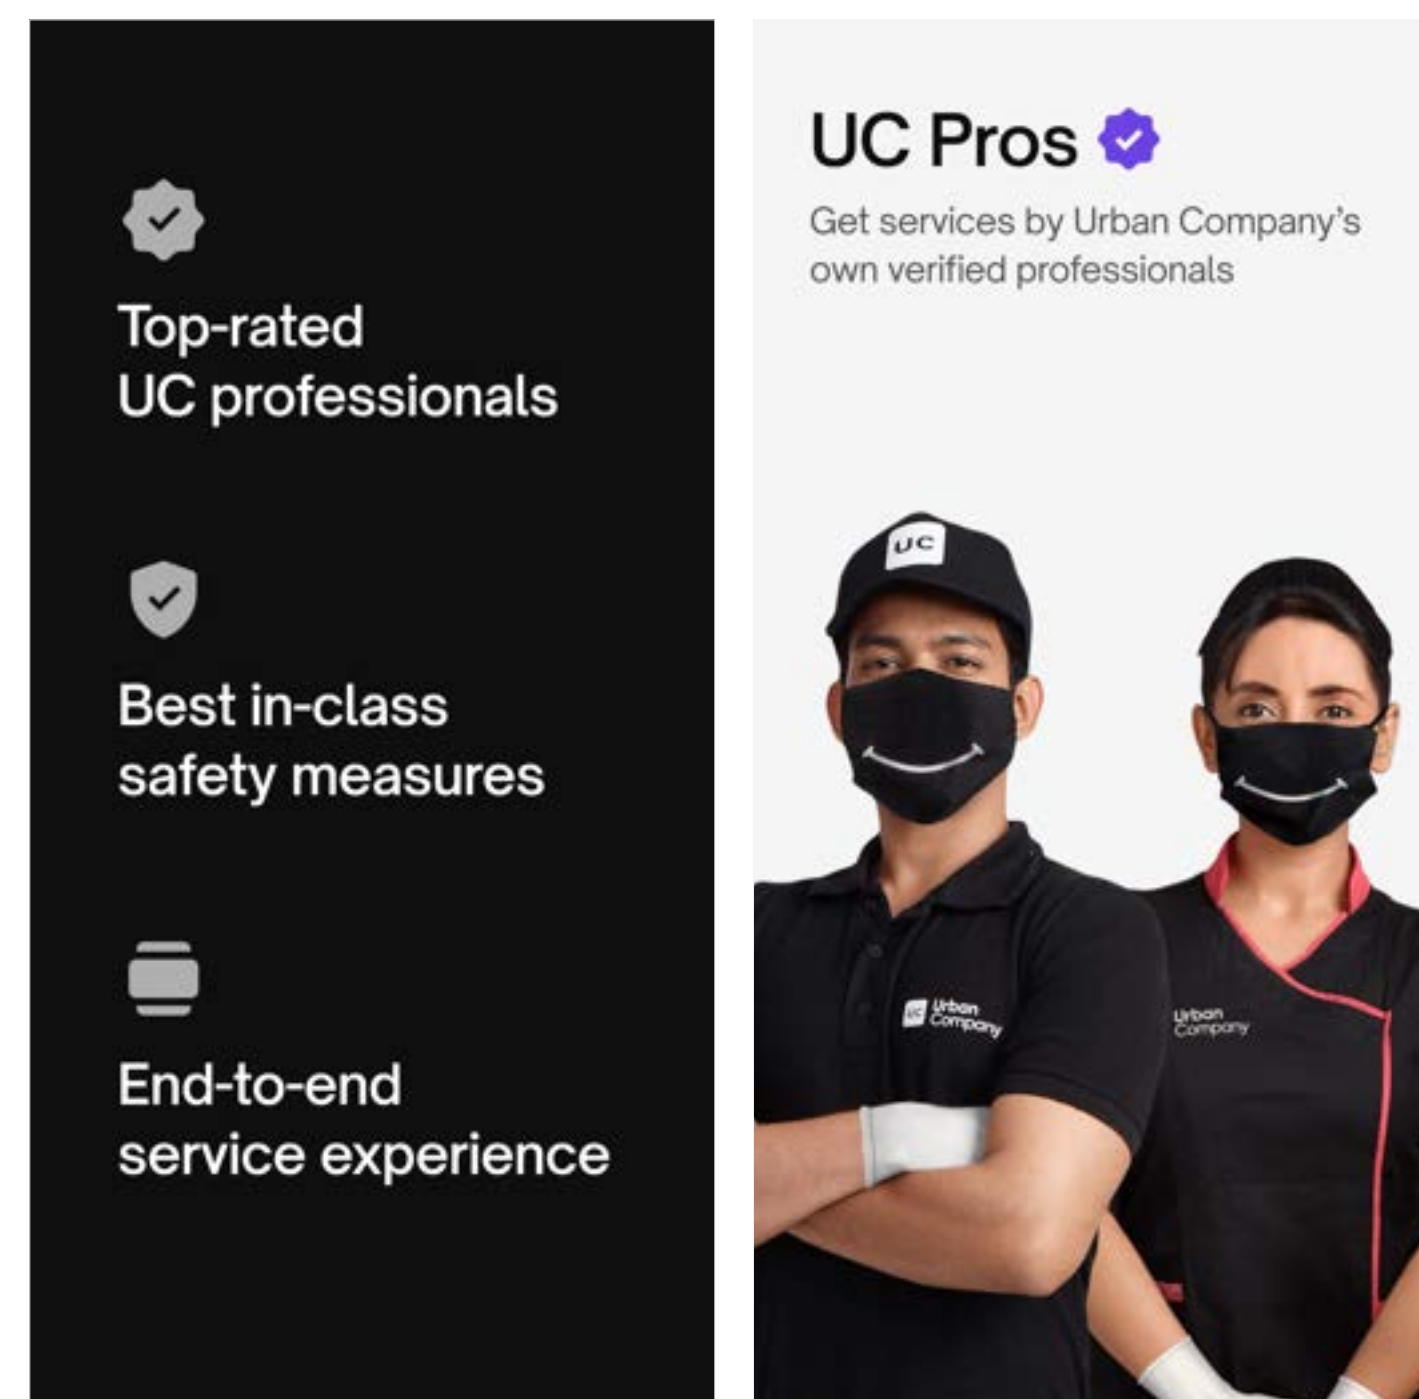 Top-rated
UC professionals
Best in-class
safety measures
End-to-end
service experience
UC Pros
Get services by Urban Company’s
own verified professionals
UC
UC Urban
Company
Urban
Company